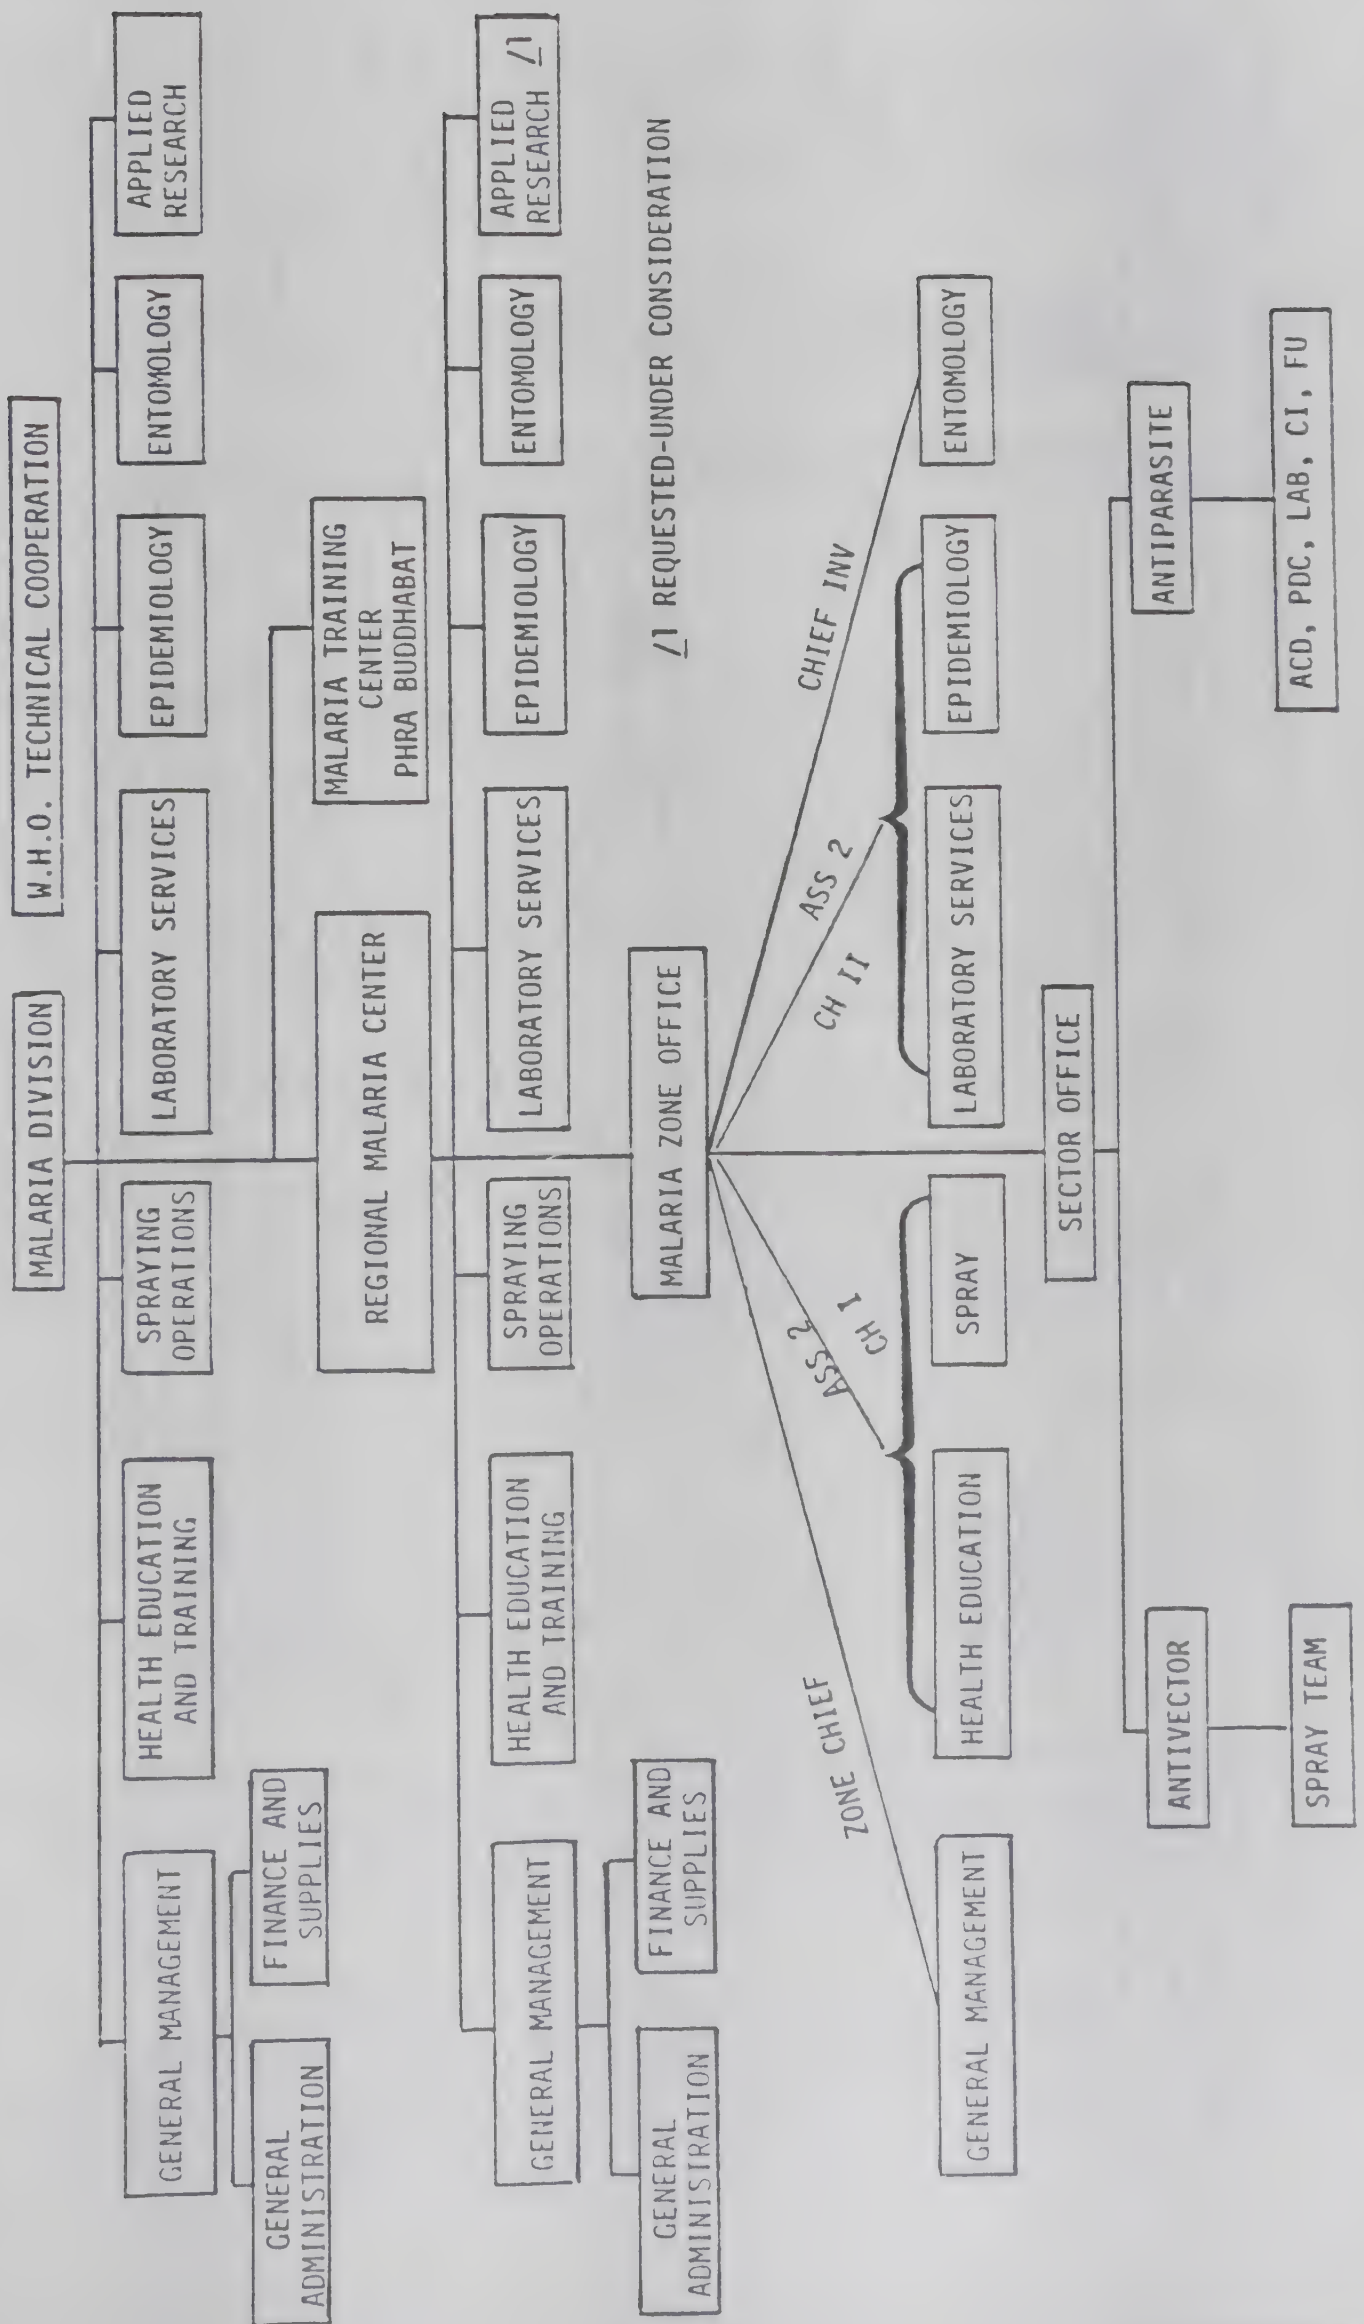 MALARIA DIVISION
W.H.O. TECHNICAL COOPERATION
GENERAL MANAGEMENT
HEALTH EDUCATION
AND TRAINING
SPRAYING
OPERATIONS
LABORATORY SERVICES
EPIDEMIOLOGY
ENTOMOLOGY
APPLIED
RESEARCH
GENERAL
ADMINISTRATION
FINANCE AND
SUPPLIES
REGIONAL MALARIA CENTER
MALARIA TRAINING
CENTER
PHRA BUDDHABAT
GENERAL MANAGEMENT
HEALTH EDUCATION
AND TRAINING
SPRAYING
OPERATIONS
LABORATORY SERVICES
EPIDEMIOLOGY
ENTOMOLOGY
APPLIED
RESEARCH /1
GENERAL
ADMINISTRATION
FINANCE AND
SUPPLIES
MALARIA ZONE OFFICE
/1 REQUESTED-UNDER CONSIDERATION
ZONE CHIEF
ASS 2
CH 1
ASS 2
CH II
CHIEF INV
GENERAL MANAGEMENT
HEALTH EDUCATION
SPRAY
LABORATORY SERVICES
EPIDEMIOLOGY
ENTOMOLOGY
SECTOR OFFICE
ANTIVECTOR
ANTIPARASITE
SPRAY TEAM
ACD, PDC, LAB, CI, FU